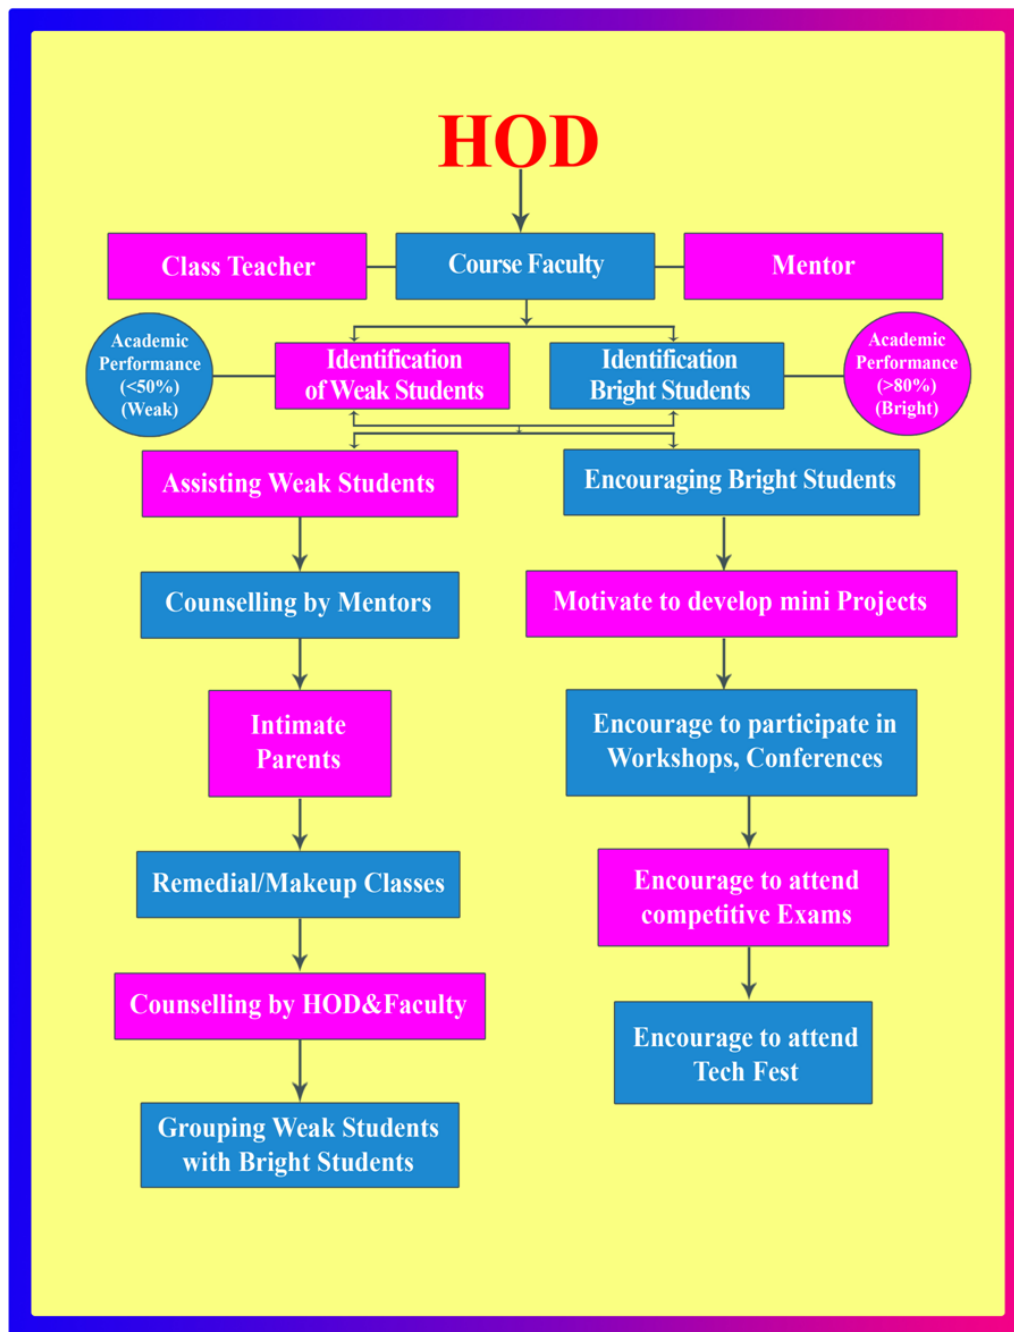 HOD
Class Teacher
Course Faculty
Mentor
Academic
Performance
(<50%)
(Weak)
Identification
of Weak Students
Identification
Bright Students
Academic
Performance
(>80%)
(Bright)
Assisting Weak Students
Encouraging Bright Students
Counselling by Mentors
Motivate to develop mini Projects
Intimate
Parents
Encourage to participate in
Workshops, Conferences
Remedial/Makeup Classes
Encourage to attend
competitive Exams
Counselling by HOD&Faculty
Encourage to attend
Tech Fest
Grouping Weak Students
with Bright Students